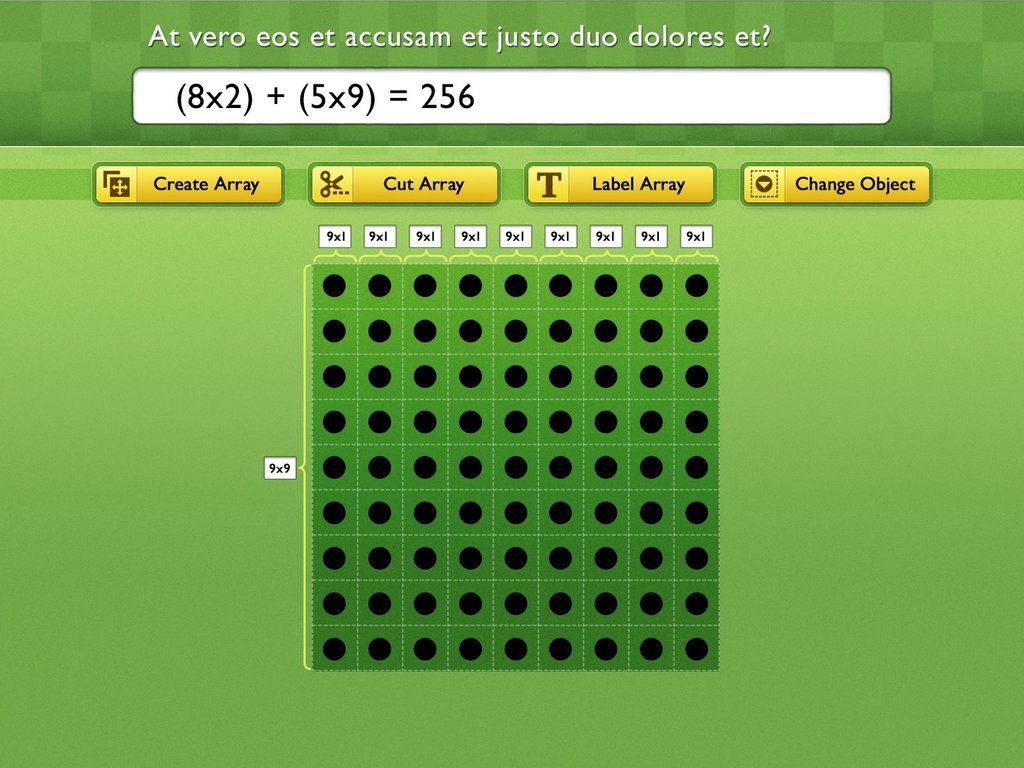 At vero eos et accusam et justo duo dolores et?
(8x2) + (5x9) = 256
Create Array
Cut Array
T Label Array
Change Object
9x1 9x1 9x1 9x1 9x1 9x1 9x1 9x1 9x1
9x9